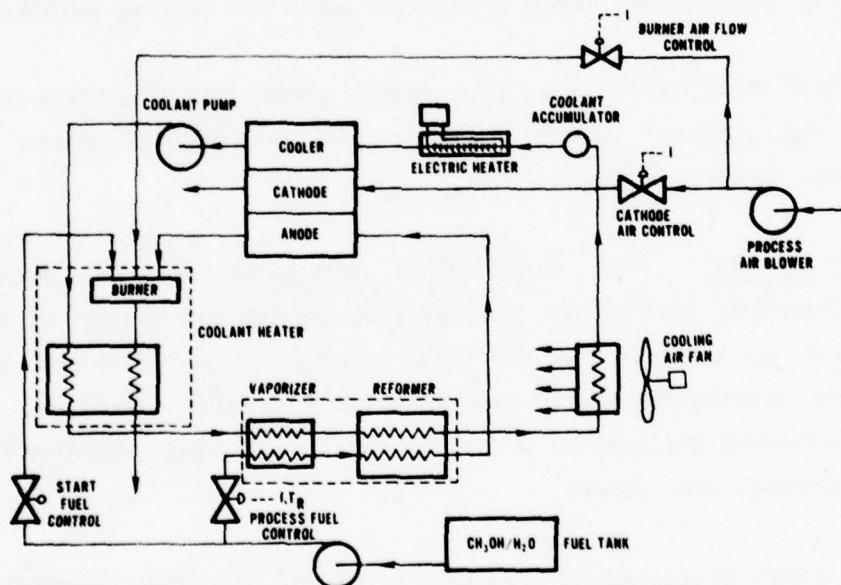 BURNER AIR FLOW
CONTROL
I
COOLANT PUMP
COOLANT
ACCUMULATOR
COOLER
ELECTRIC HEATER
I
CATHODE
CATHODE
AIR CONTROL
PROCESS
AIR BLOWER
ANODE
BURNER
COOLANT HEATER
COOLING
AIR FAN
VAPORIZER
REFORMER
START
FUEL
CONTROL
I,TR
PROCESS FUEL
CONTROL
CH3OH/H2O
FUEL TANK